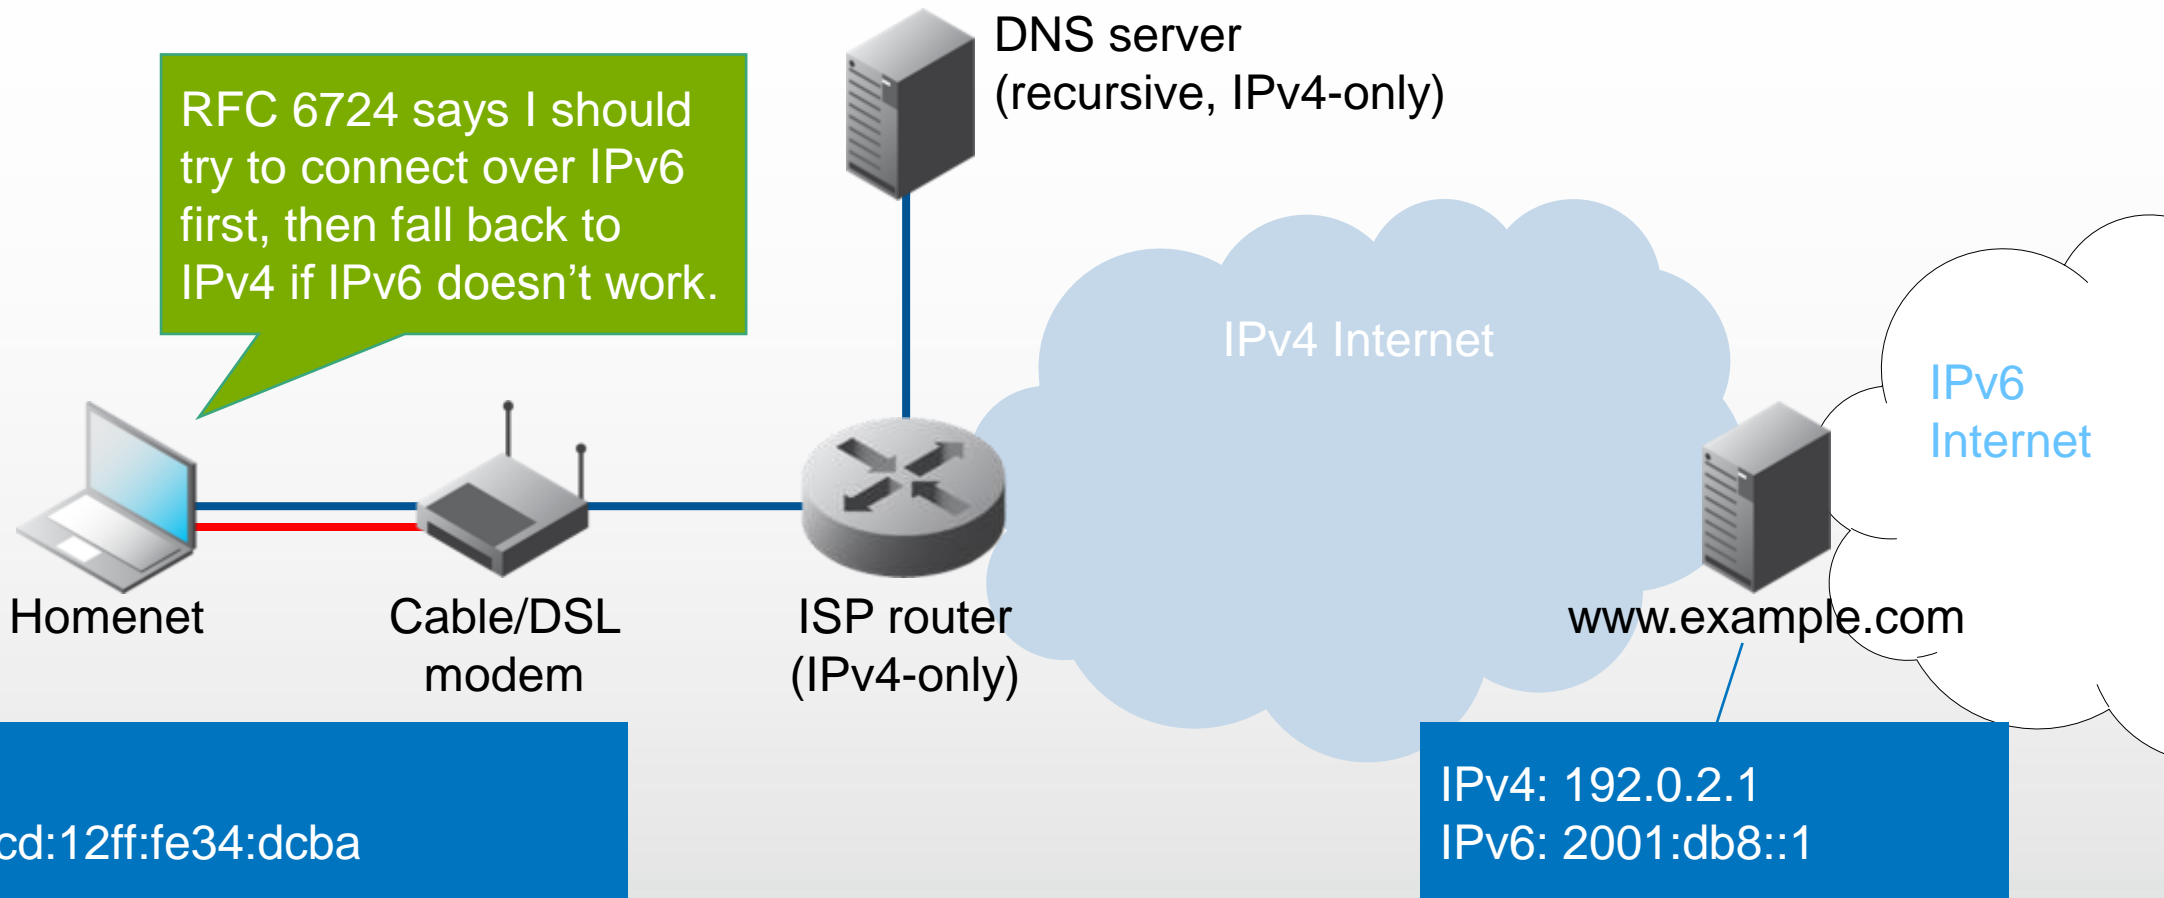 DNS server
(recursive, IPv4-only)
RFC 6724 says I should
try to connect over IPv6
first, then fall back to
IPv4 if IPv6 doesn’t work.
IPv4 Internet
IPv6
Internet
Homenet
Cable/DSL
modem
ISP router
(IPv4-only)
www.example.com
cd:12ff:fe34:dcba
IPv4: 192.0.2.1
IPv6: 2001:db8::1